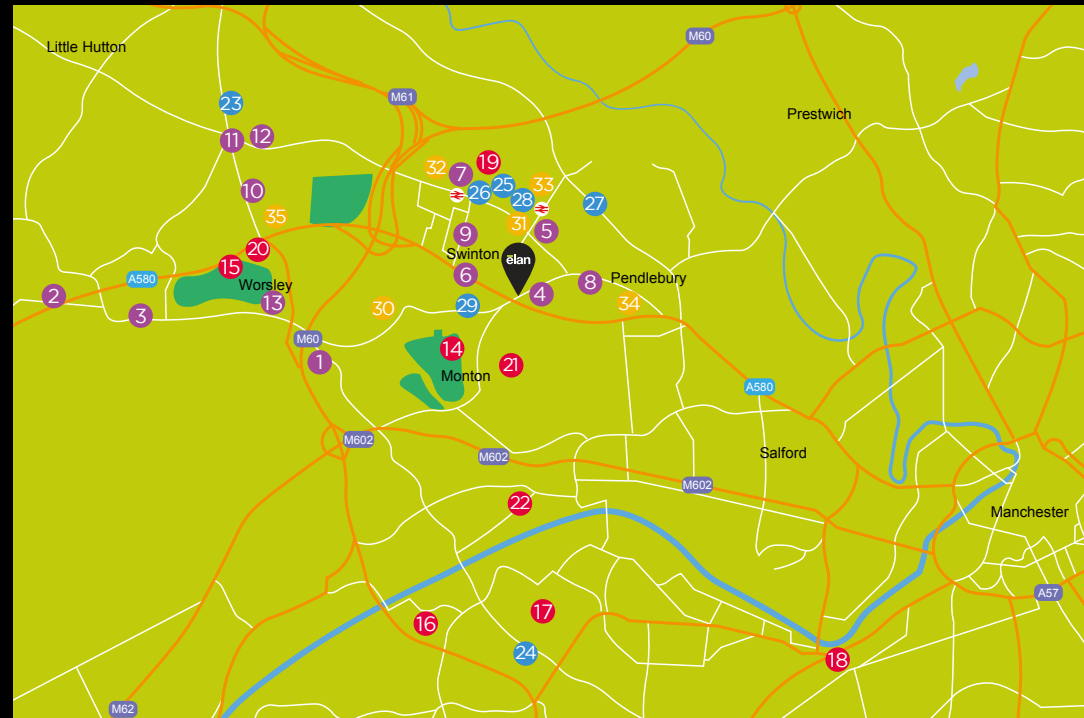 M60
Little Hutton
M61
23
Prestwich
11
12
32
7
19
10
26
25
33
28
27
35
31
9
5
20
Swinton
15
6
ēlan
Pendlebury
A580
Worsley
8
2
4
13
3
30
29
34
M60
14
1
21
Monton
A580
M602
M602
Salford
M602
22
Manchester
A57
17
16
24
18
M62